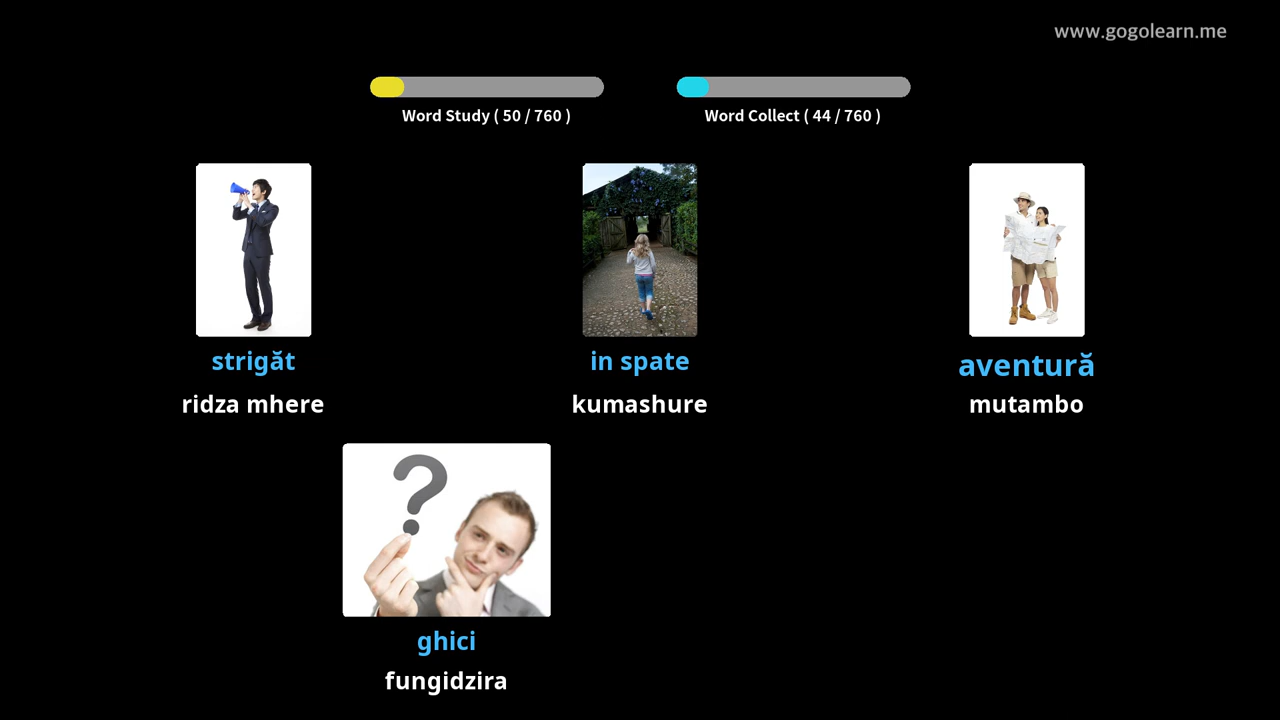 www.gogolearn.me
Word Study ( 50 / 760 )
Word Collect ( 44 / 760 )
strigăt
in spate
aventură
ridza mhere
kumashure
mutambo
ghici
fungidzira